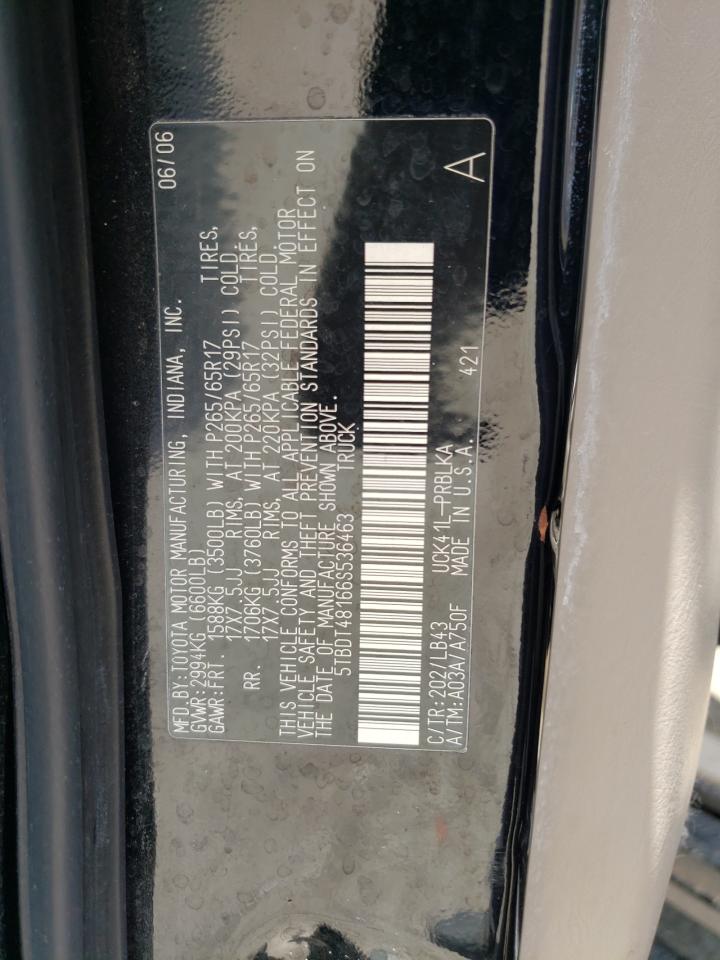 MFD.BY:TOYOTA MOTOR MANUFACTURING, INDIANA, INC. 06/06
GVWR:2994KG (6600LB)
GAWR:FRT. 1588KG (3500LB) WITH P265/65R17 TIRES,
17X7.5JJ RIMS, AT 200KPA (29PSI) COLD.
RR. 1706KG (3760LB) WITH P265/65R17 TIRES,
17X7.5JJ RIMS, AT 220KPA (32PSI) COLD.
THIS VEHICLE CONFORMS TO ALL APPLICABLE FEDERAL MOTOR
VEHICLE SAFETY AND THEFT PREVENTION STANDARDS IN EFFECT ON
THE DATE OF MANUFACTURE SHOWN ABOVE.
5TBDT48166S536463 TRUCK
C/TR:202/LB43 UCK41L-PRBLKA A
A/TM:A03A/A750F MADE IN U.S.A. 421